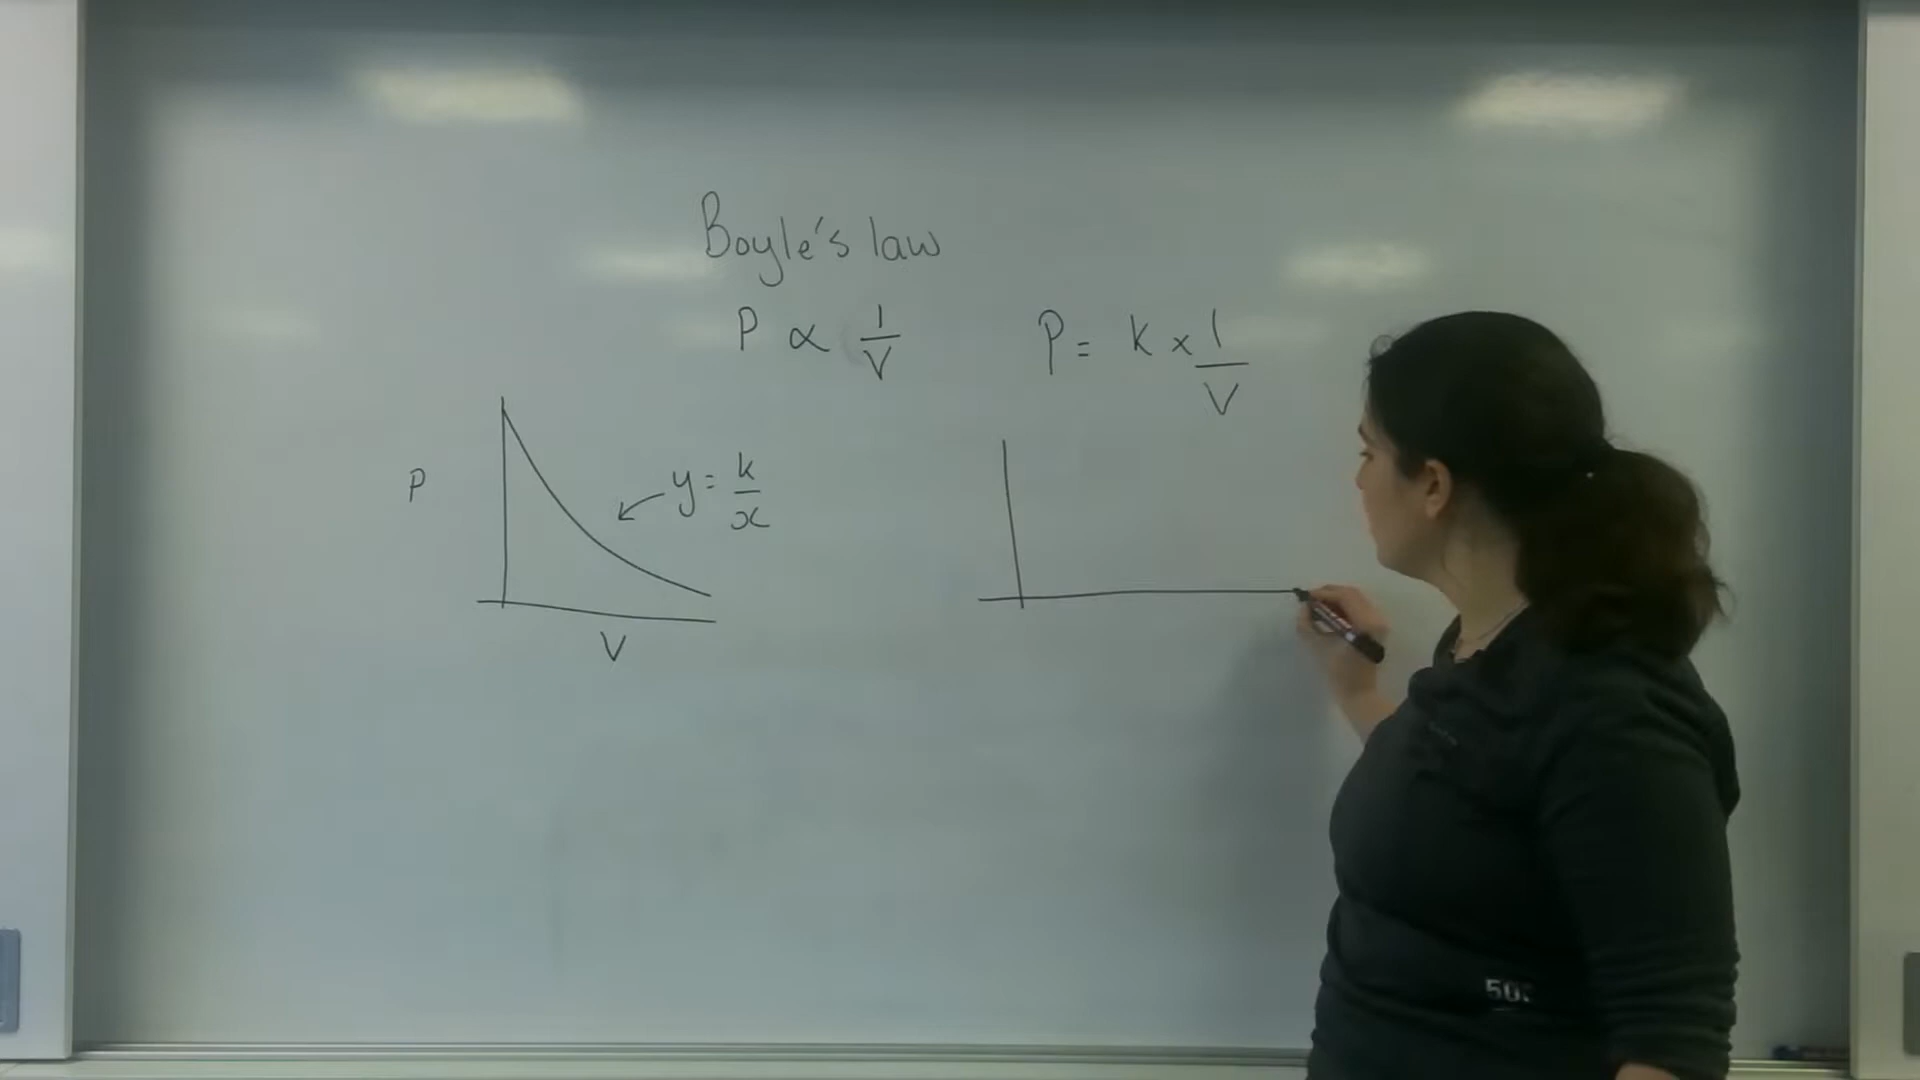 Boyle's law
P ∝ 1/V
P = k × 1/V
P
y = k/x
V